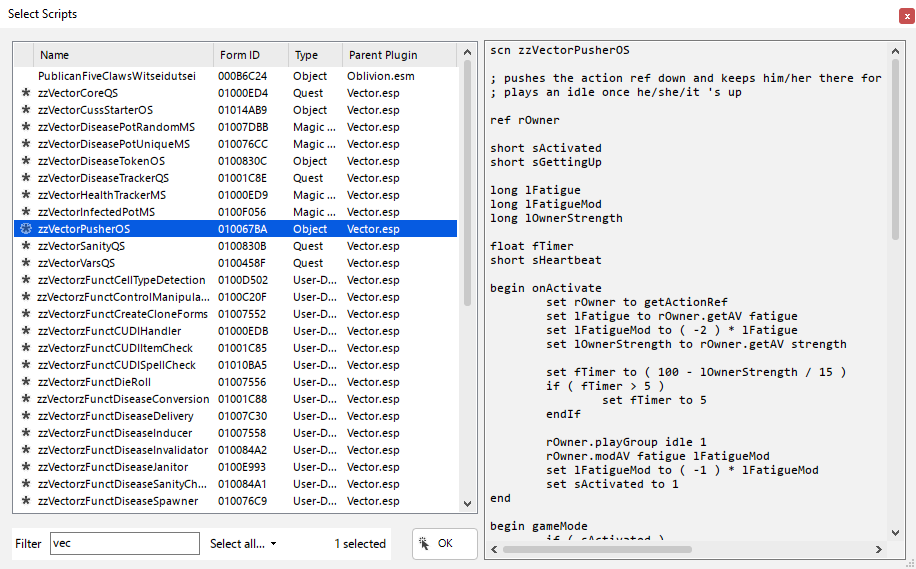 Select Scripts
Name Form ID Type Parent Plugin
PublicanFiveClawsWitseidutsei 000B6C24 Object Oblivion.esm
* zzVectorCoreQS 01000ED4 Quest Vector.esp
* zzVectorCussStarterOS 01014AB9 Object Vector.esp
* zzVectorDiseasePotRandomMS 01007DBB Magic ... Vector.esp
* zzVectorDiseasePotUniqueMS 010076CC Magic ... Vector.esp
* zzVectorDiseaseTokenOS 0100830C Object Vector.esp
* zzVectorDiseaseTrackerQS 01001C8E Quest Vector.esp
* zzVectorHealthTrackerMS 01000ED9 Magic ... Vector.esp
* zzVectorInfectedPotMS 0100F056 Magic ... Vector.esp
* zzVectorPusherOS 010067BA Object Vector.esp
* zzVectorSanityQS 0100830B Quest Vector.esp
* zzVectorVarsQS 0100458F Quest Vector.esp
* zzVectorzFunctCellTypeDetection 0100D502 User-D... Vector.esp
* zzVectorzFunctControlManipula... 0100C20F User-D... Vector.esp
* zzVectorzFunctCreateCloneForms 01007552 User-D... Vector.esp
* zzVectorzFunctCUDIHandler 01000EDB User-D... Vector.esp
* zzVectorzFunctCUDIItemCheck 01001C85 User-D... Vector.esp
* zzVectorzFunctCUDISpellCheck 01010BA5 User-D... Vector.esp
* zzVectorzFunctDieRoll 01007556 User-D... Vector.esp
* zzVectorzFunctDiseaseConversion 01001C88 User-D... Vector.esp
* zzVectorzFunctDiseaseDelivery 01007C30 User-D... Vector.esp
* zzVectorzFunctDiseaseInducer 01007558 User-D... Vector.esp
* zzVectorzFunctDiseaseInvalidator 010084A2 User-D... Vector.esp
* zzVectorzFunctDiseaseJanitor 0100E993 User-D... Vector.esp
* zzVectorzFunctDiseaseSanityCh... 010084A1 User-D... Vector.esp
* zzVectorzFunctDiseaseSpawner 010076C9 User-D... Vector.esp
Filter vec Select all... 1 selected OK
scn zzVectorPusherOS
; pushes the action ref down and keeps him/her there for
; plays an idle once he/she/it 's up
ref rOwner
short sActivated
short sGettingUp
long lFatigue
long lFatigueMod
long lOwnerStrength
float fTimer
short sHeartbeat
begin onActivate
set rOwner to getActionRef
set lFatigue to rOwner.getAV fatigue
set lFatigueMod to ( -2 ) * lFatigue
set lOwnerStrength to rOwner.getAV strength
set fTimer to ( 100 - lOwnerStrength / 15 )
if ( fTimer > 5 )
set fTimer to 5
endIf
rOwner.playGroup idle 1
rOwner.modAV fatigue lFatigueMod
set lFatigueMod to ( -1 ) * lFatigueMod
set sActivated to 1
end
begin gameMode
if ( sActivated )